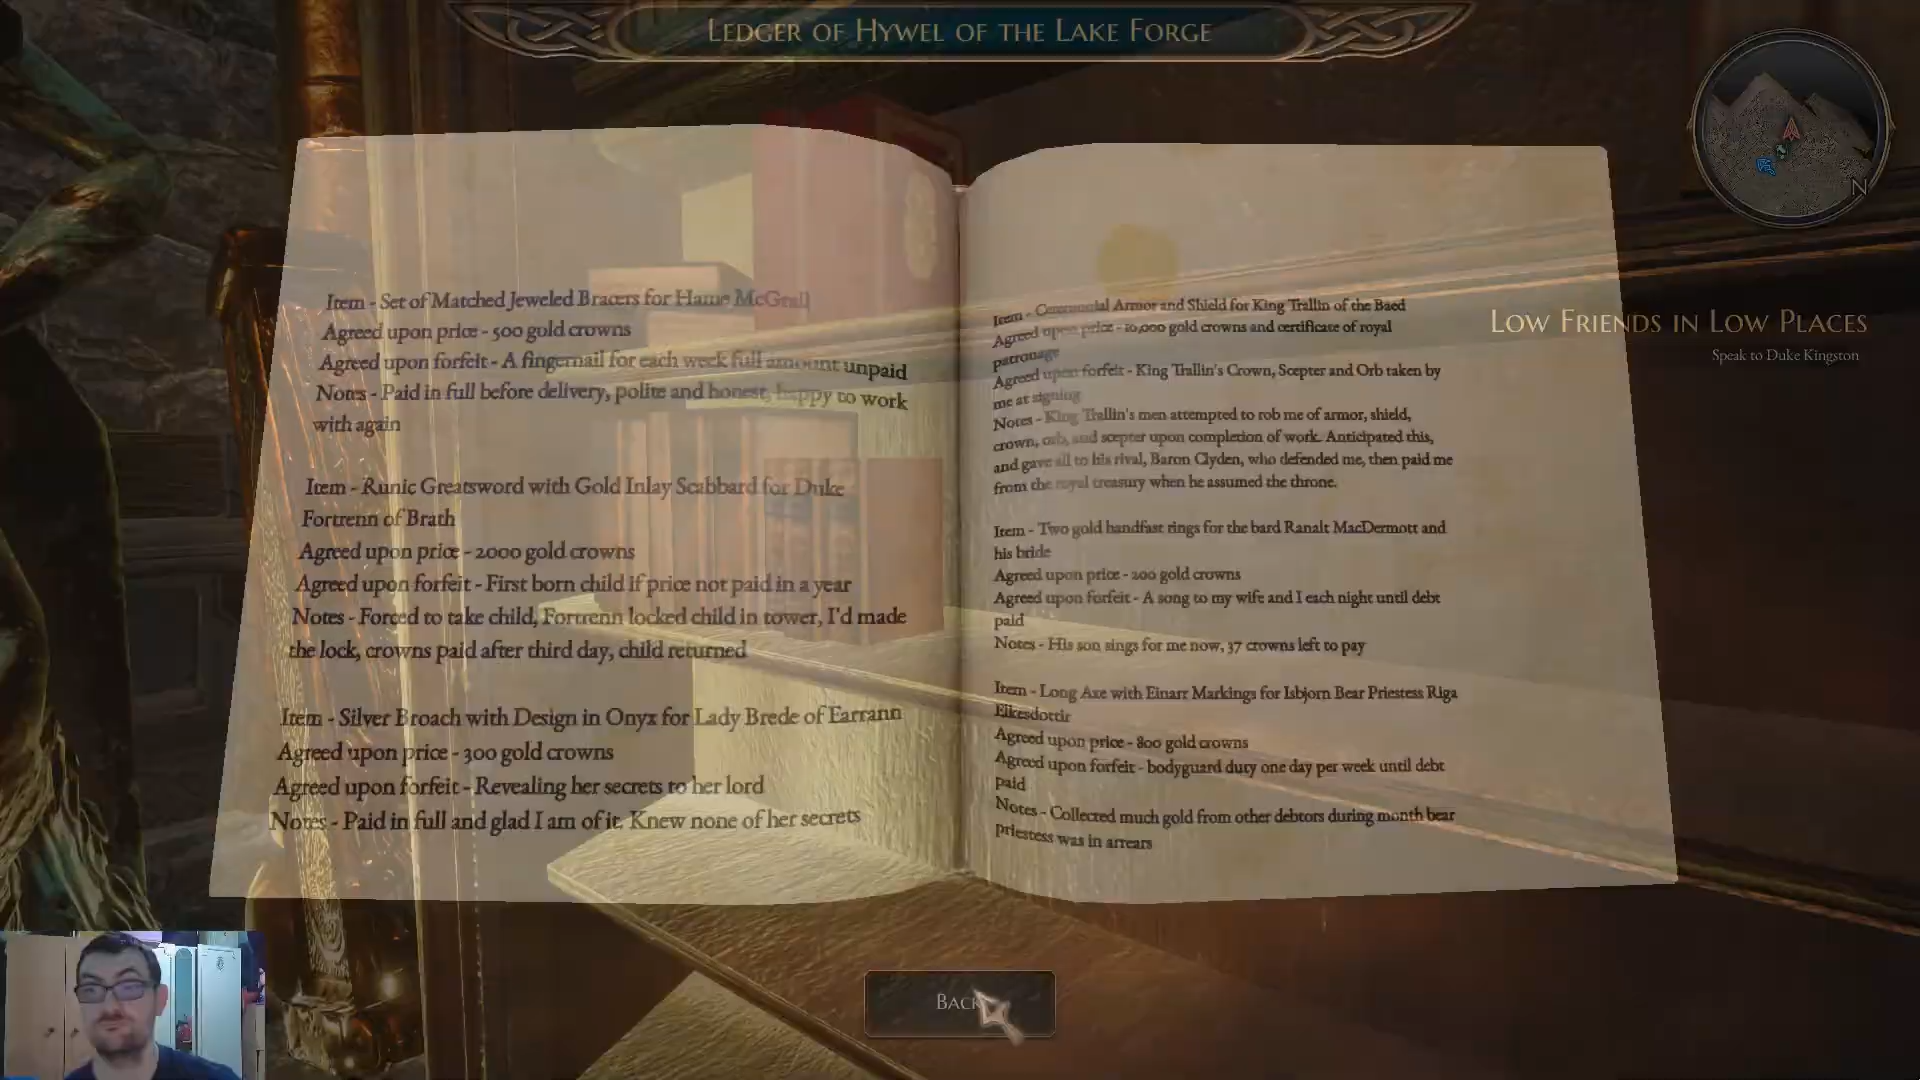 Ledger of Hywel of the Lake Forge
Item - Set of Matched Jeweled Bracers for Hame McGrall
Agreed upon price - 500 gold crowns
Agreed upon forfeit - A fingernail for each week full amount unpaid
Notes - Paid in full before delivery, polite and honest, happy to work
with again
Item - Runic Greatsword with Gold Inlay Scabbard for Duke
Fortrenn of Brath
Agreed upon price - 2000 gold crowns
Agreed upon forfeit - First born child if price not paid in a year
Notes - Forced to take child, Fortrenn locked child in tower, I'd made
the lock, crowns paid after third day, child returned
Item - Silver Broach with Design in Onyx for Lady Brede of Earrann
Agreed upon price - 300 gold crowns
Agreed upon forfeit - Revealing her secrets to her lord
Notes - Paid in full and glad I am of it. Knew none of her secrets
Item - Ceremonial Armor and Shield for King Trallin of the Baed
Agreed upon price - 10,000 gold crowns and certificate of royal
patronage
Agreed upon forfeit - King Trallin's Crown, Scepter and Orb taken by
me at signing
Notes - King Trallin's men attempted to rob me of armor, shield,
crown, orb, and scepter upon completion of work. Anticipated this,
and gave all to his rival, Baron Clyden, who defended me, then paid me
from the royal treasury when he assumed the throne.
Item - Two gold handfast rings for the bard Ranalt MacDermott and
his bride
Agreed upon price - 200 gold crowns
Agreed upon forfeit - A song to my wife and I each night until debt
paid
Notes - His son sings for me now, 37 crowns left to pay
Item - Long Axe with Einarr Markings for Isbjorn Bear Priestess Riga
Eikesdottir
Agreed upon price - 800 gold crowns
Agreed upon forfeit - bodyguard duty one day per week until debt
paid
Notes - Collected much gold from other debtors during month bear
priestess was in arrears
N
Low Friends in Low Places
Speak to Duke Kingston
Back